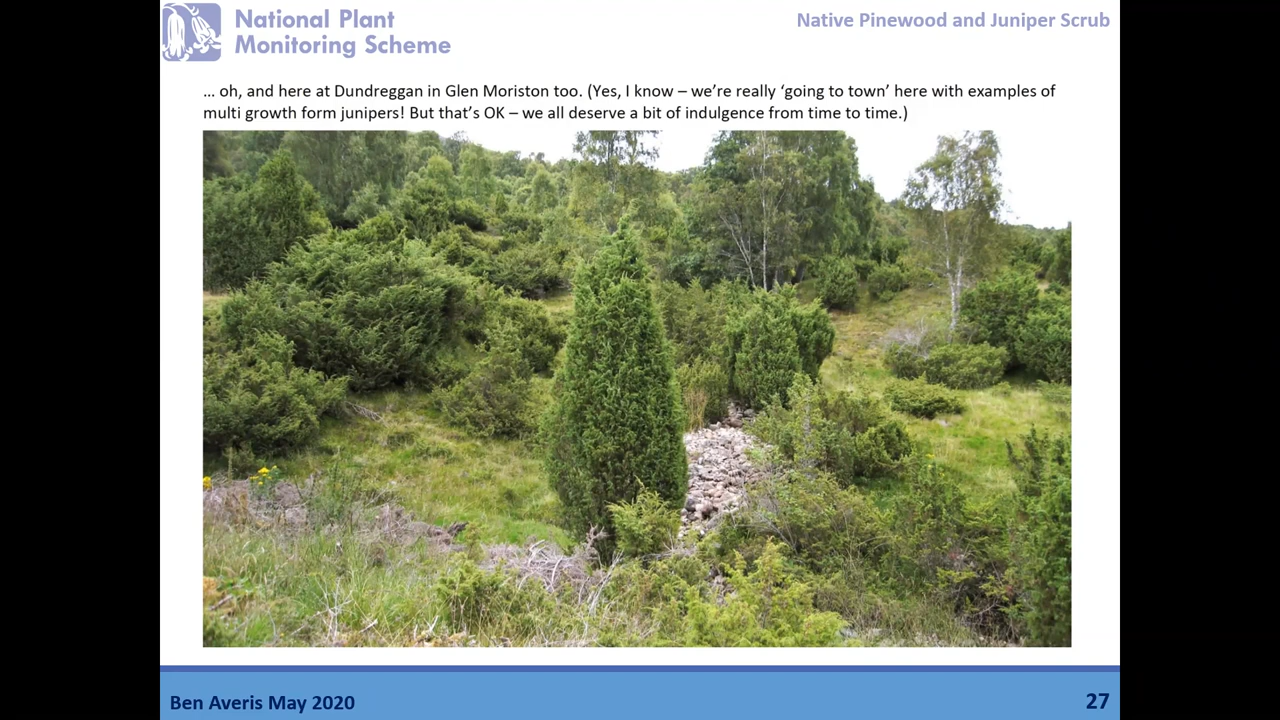 National Plant
Monitoring Scheme
Native Pinewood and Juniper Scrub
... oh, and here at Dundreggan in Glen Moriston too. (Yes, I know – we’re really ‘going to town’ here with examples of
multi growth form junipers! But that’s OK – we all deserve a bit of indulgence from time to time.)
Ben Averis May 2020
27